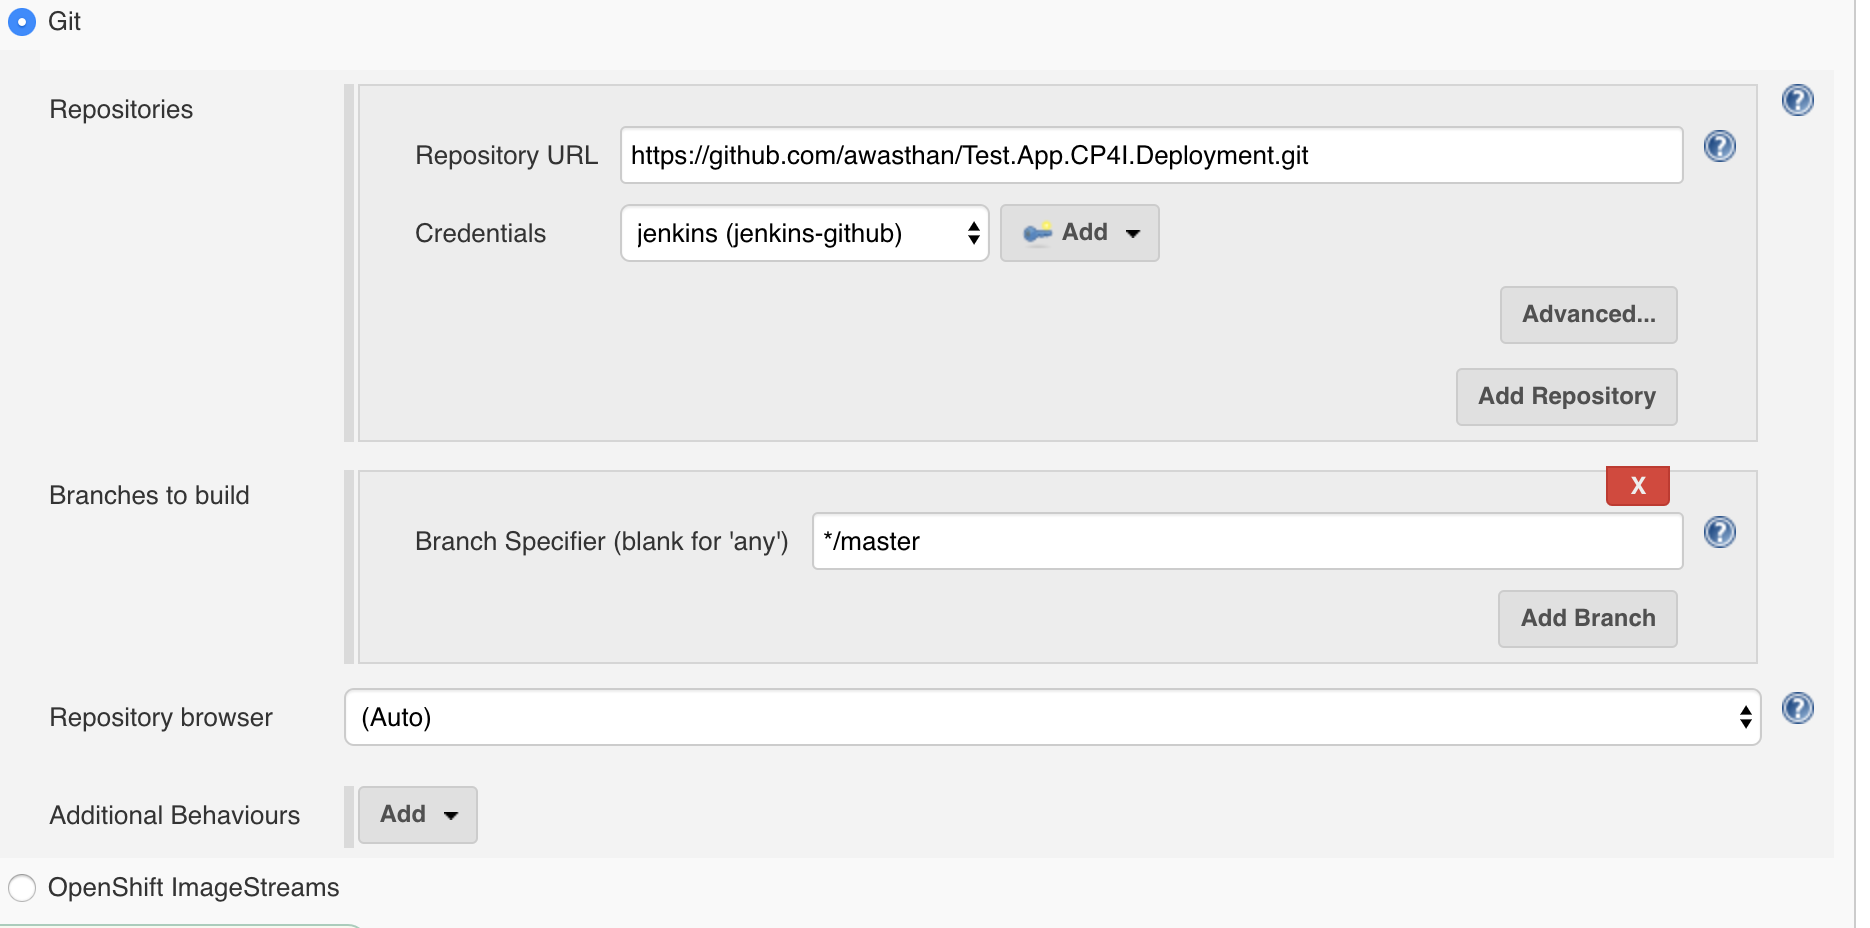 Git
Repositories
Repository URL https://github.com/awasthan/Test.App.CP4I.Deployment.git
Credentials jenkins (jenkins-github) Add
Advanced...
Add Repository
Branches to build
X
Branch Specifier (blank for 'any') */master
Add Branch
Repository browser (Auto)
Additional Behaviours Add
OpenShift ImageStreams